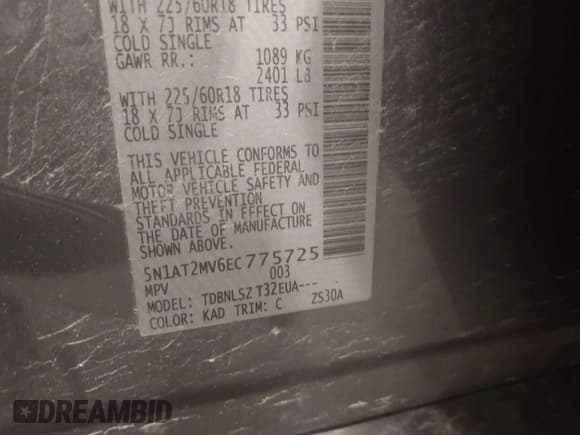 WITH 225/60R18 TIRES
18 X 7J RIMS AT 33 PSI
COLD SINGLE
GAWR RR.: 1089 KG
2401 LB
WITH 225/60R18 TIRES
18 X 7J RIMS AT 33 PSI
COLD SINGLE
THIS VEHICLE CONFORMS TO
ALL APPLICABLE FEDERAL
MOTOR VEHICLE SAFETY AND
THEFT PREVENTION
STANDARDS IN EFFECT ON
THE DATE OF MANUFACTURE
SHOWN ABOVE.
5N1AT2MV6EC775725
MPV 003
MODEL: TDBNLSZ T32EUA---
COLOR: KAD TRIM: C ZS30A
DREAMBID